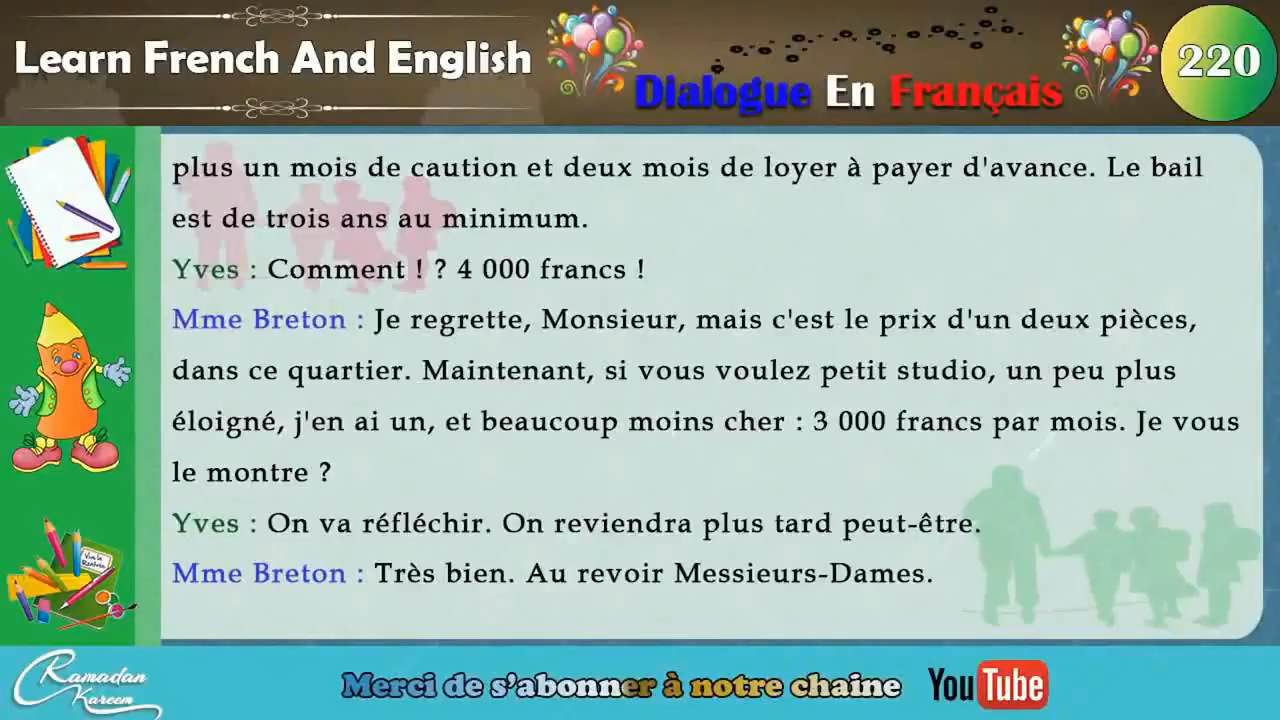 Learn French And English
Dialogue En Français
220
plus un mois de caution et deux mois de loyer à payer d'avance. Le bail
est de trois ans au minimum.
Yves : Comment ! ? 4 000 francs !
Mme Breton : Je regrette, Monsieur, mais c'est le prix d'un deux pièces,
dans ce quartier. Maintenant, si vous voulez petit studio, un peu plus
éloigné, j'en ai un, et beaucoup moins cher : 3 000 francs par mois. Je vous
le montre ?
Yves : On va réfléchir. On reviendra plus tard peut-être.
Mme Breton : Très bien. Au revoir Messieurs-Dames.
Vive la
Rentrée
Ramadan
Kareem
Merci de s'abonner à notre chaine
YouTube